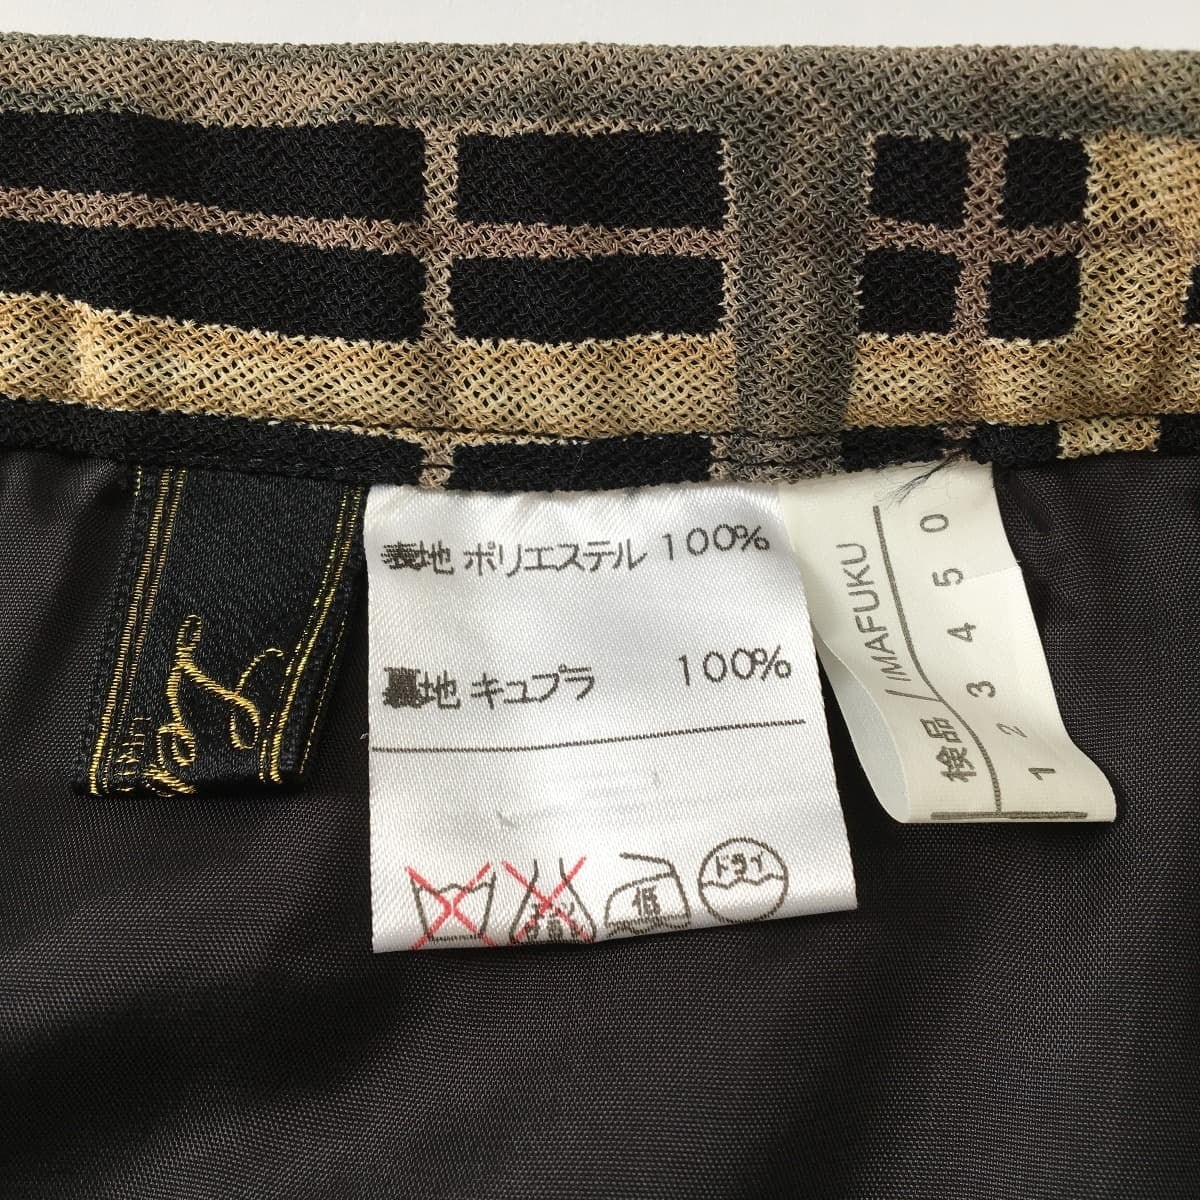 表地 ポリエステル 100%
裏地 キュプラ 100%
低
ドライ
検品/IMAFUKU
1 2 3 4 5 0